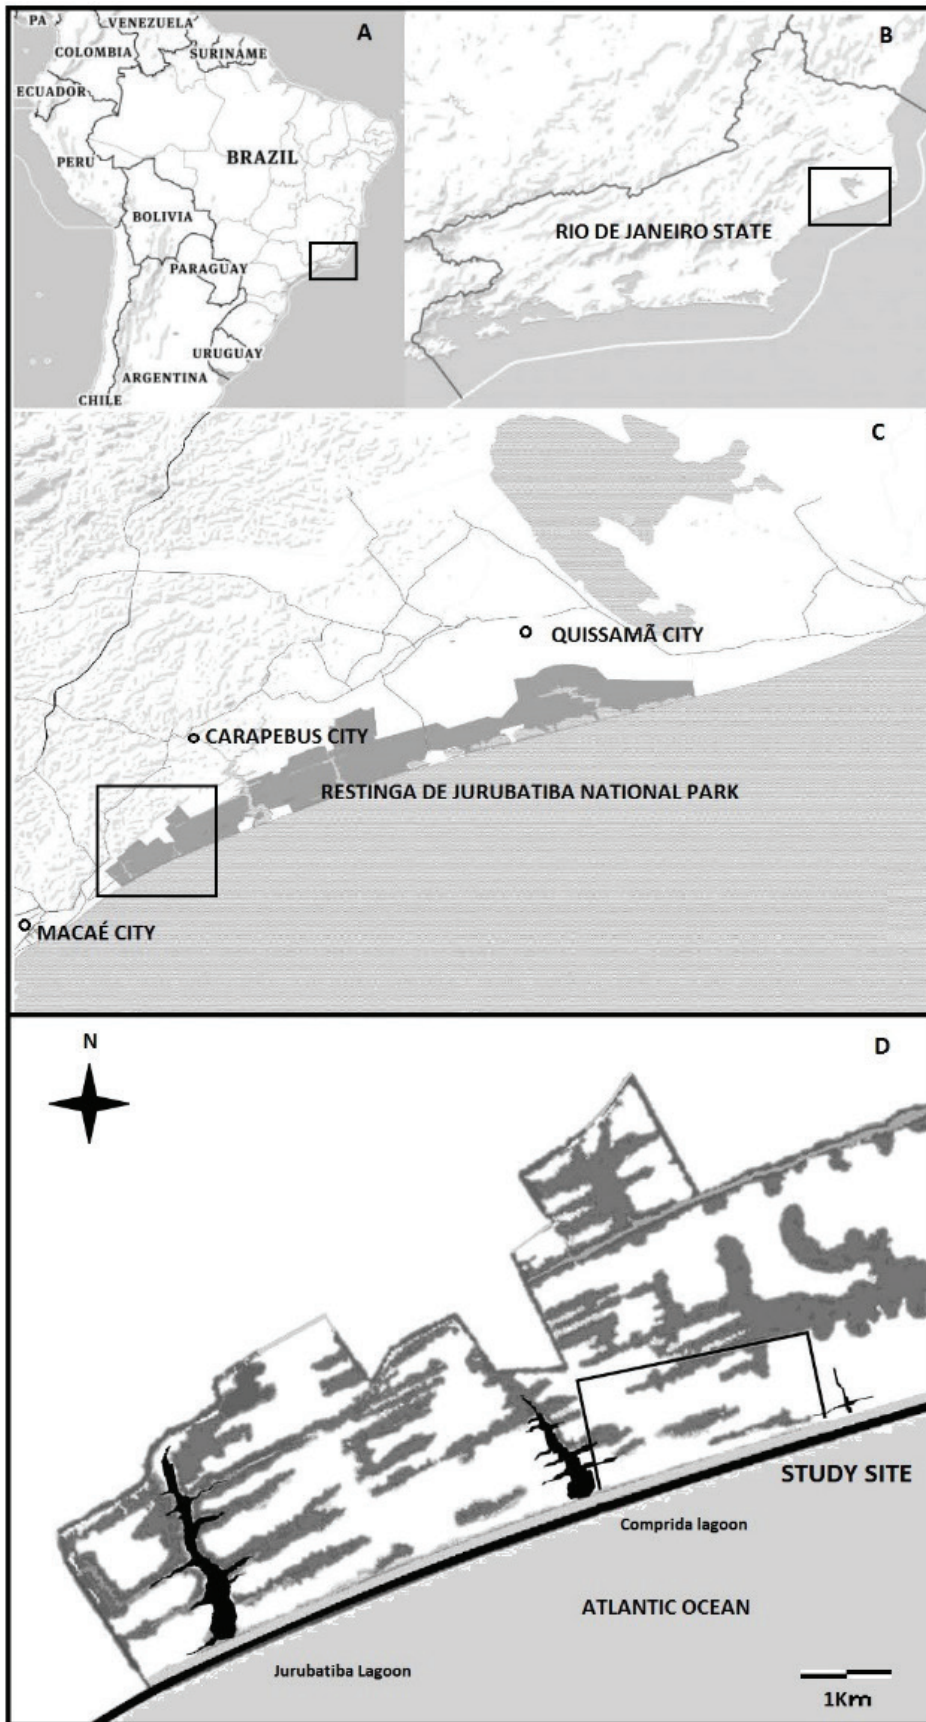 A
PA
VENEZUELA
COLOMBIA
SURINAME
ECUADOR
PERU
BRAZIL
BOLIVIA
PARAGUAY
URUGUAY
ARGENTINA
CHILE
B
RIO DE JANEIRO STATE
C
QUISSAMÃ CITY
CARAPEBUS CITY
RESTINGA DE JURUBATIBA NATIONAL PARK
MACAÉ CITY
N
D
STUDY SITE
Comprida lagoon
ATLANTIC OCEAN
Jurubatiba Lagoon
1Km